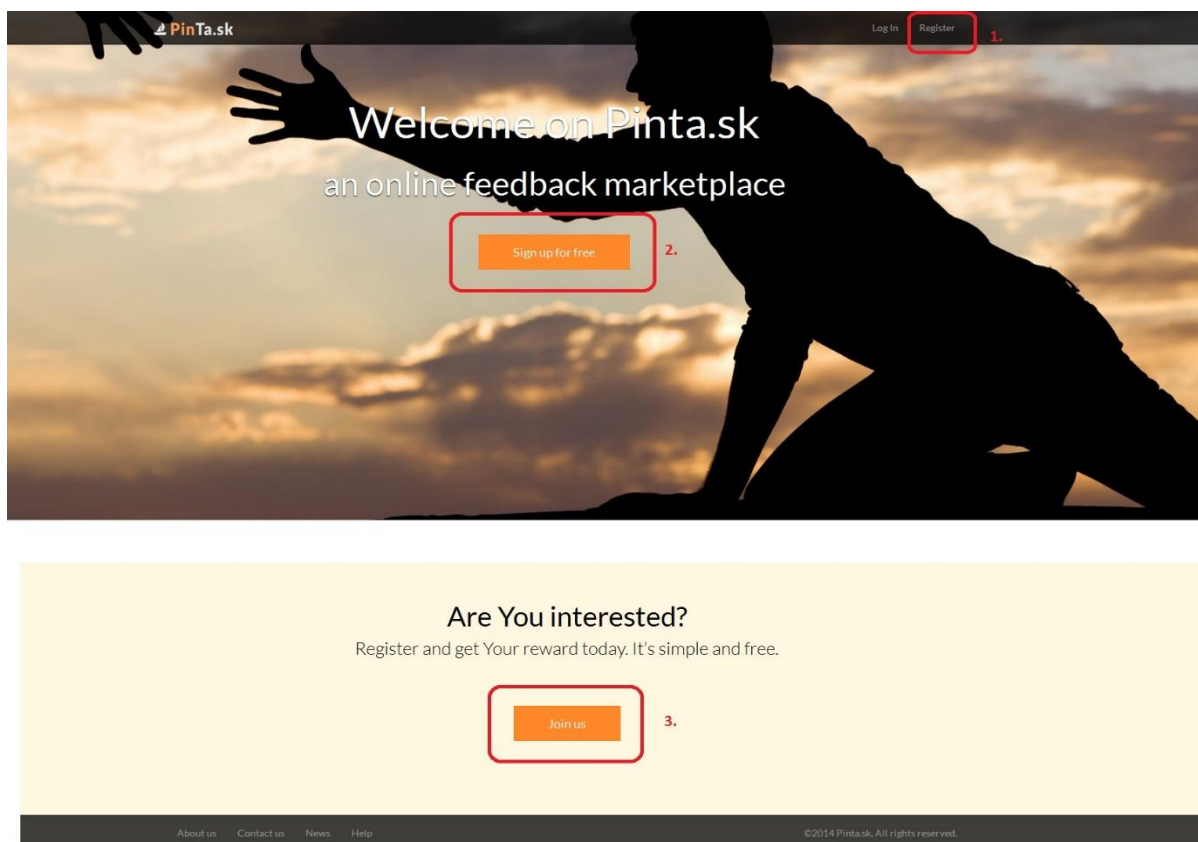 PinTa.sk
Log In Register 1.
Welcome on Pinta.sk
an online feedback marketplace
Sign up for free 2.
Are You interested?
Register and get Your reward today. It's simple and free.
Join us 3.
About us Contact us News Help ©2014 Pinta.sk, All rights reserved.